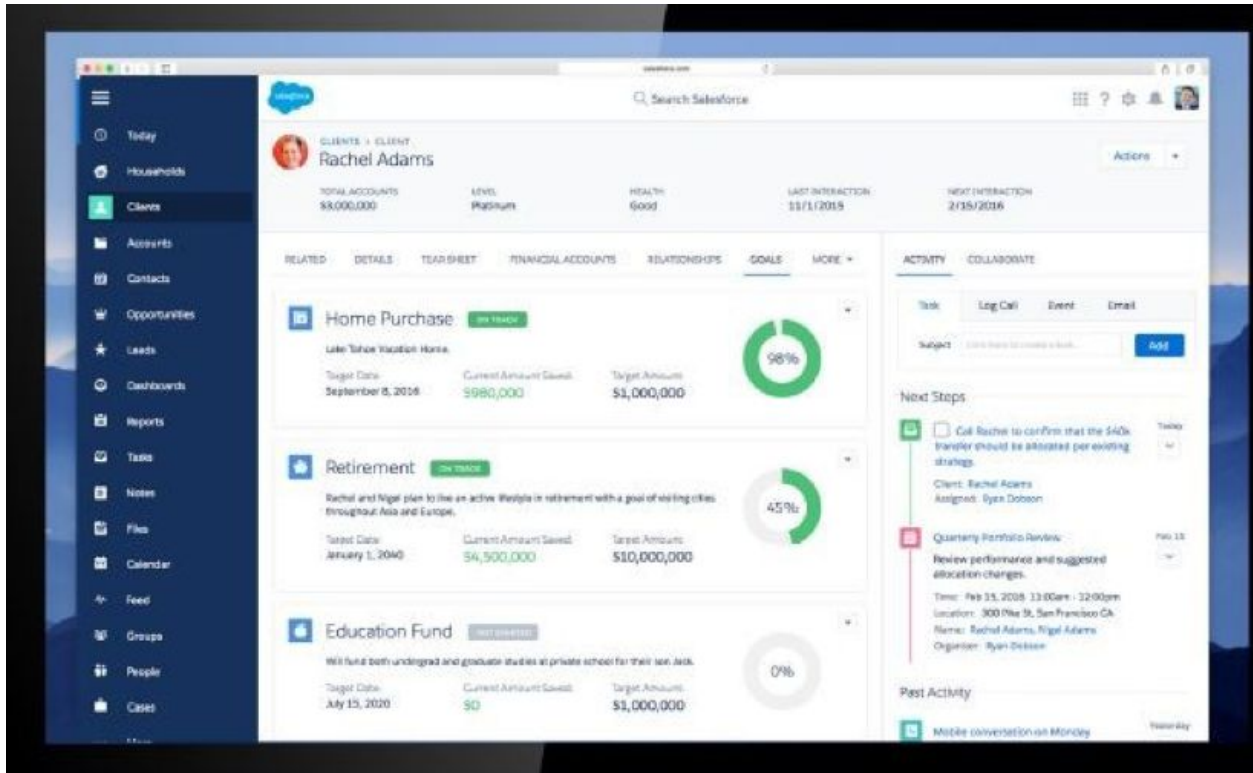 salesforce.com
salesforce
Search Salesforce
?
Today
Households
Clients
Accounts
Contacts
Opportunities
Leads
Dashboards
Reports
Tasks
Notes
Files
Calendar
Feed
Groups
People
Cases
More
CLIENTS > CLIENT
Rachel Adams
Actions
TOTAL ACCOUNTS LEVEL HEALTH LAST INTERACTION NEXT INTERACTION
$8,000,000 Platinum Good 11/1/2015 2/15/2016
RELATED DETAILS TEAR SHEET FINANCIAL ACCOUNTS RELATIONSHIPS GOALS MORE
Home Purchase ON TRACK
Lake Tahoe Vacation Home.
Target Date Current Amount Saved Target Amount
September 8, 2016 $980,000 $1,000,000
98%
Retirement ON TRACK
Rachel and Nigel plan to live an active lifestyle in retirement with a goal of visiting cities
throughout Asia and Europe.
Target Date Current Amount Saved Target Amount
January 1, 2040 $4,500,000 $10,000,000
45%
Education Fund NOT STARTED
Will fund both undergrad and graduate studies at private school for their son Jack.
Target Date Current Amount Saved Target Amount
July 15, 2020 $0 $1,000,000
0%
ACTIVITY COLLABORATE
Task Log Call Event Email
Subject Click here to create a task... Add
Next Steps
Call Rachel to confirm that the $40k Today
transfer should be allocated per existing
strategy.
Client: Rachel Adams
Assigned: Ryan Dobson
Quarterly Portfolio Review Feb 15
Review performance and suggested
allocation changes.
Time: Feb 15, 2016 11:00am - 12:00pm
Location: 300 Pike St, San Francisco CA
Name: Rachel Adams, Nigel Adams
Organizer: Ryan Dobson
Past Activity
Mobile conversation on Monday Yesterday